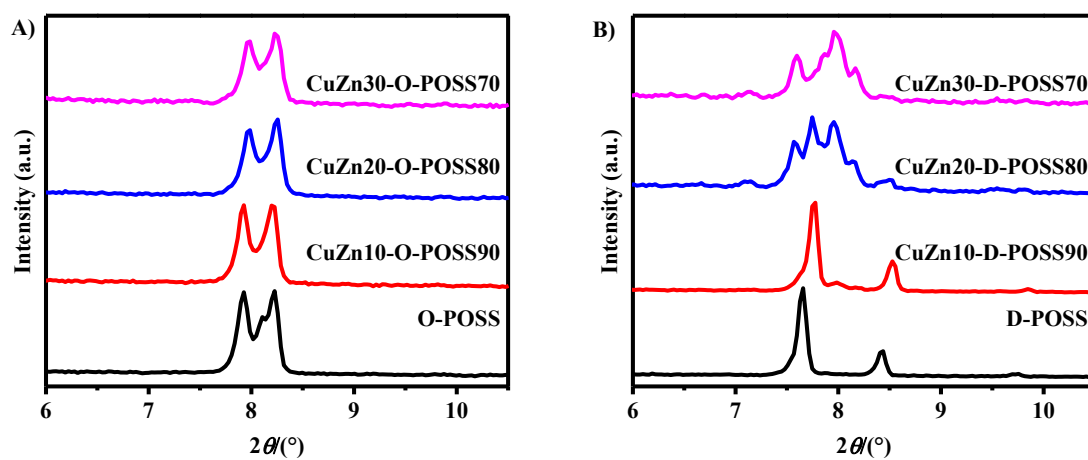 A)
Intensity (a.u.)
CuZn30-O-POSS70
CuZn20-O-POSS80
CuZn10-O-POSS90
O-POSS
6 7 8 9 10
2θ/(°)
B)
Intensity (a.u.)
CuZn30-D-POSS70
CuZn20-D-POSS80
CuZn10-D-POSS90
D-POSS
6 7 8 9 10
2θ/(°)